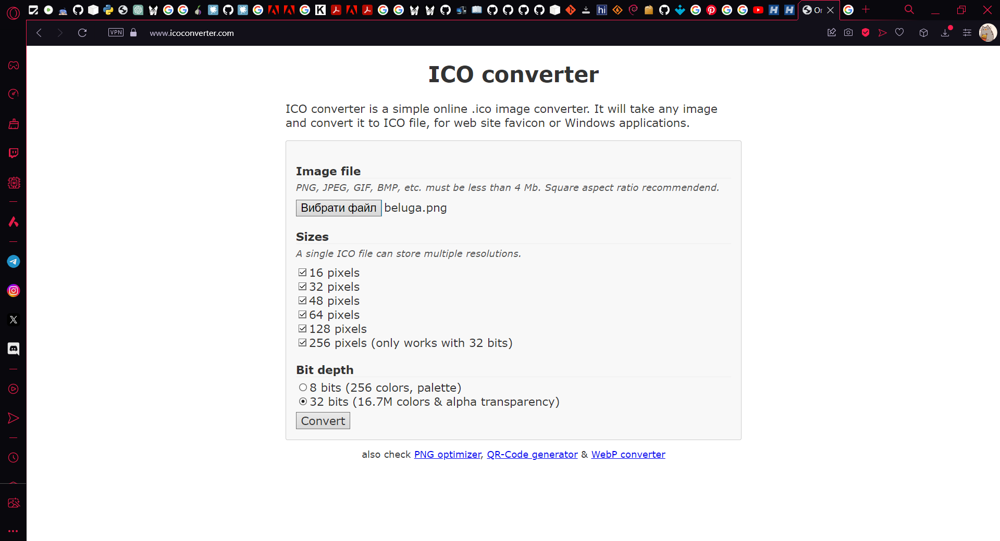 Or
VPN
www.icoconverter.com
ICO converter
ICO converter is a simple online .ico image converter. It will take any image
and convert it to ICO file, for web site favicon or Windows applications.
Image file
PNG, JPEG, GIF, BMP, etc. must be less than 4 Mb. Square aspect ratio recommendend.
Вибрати файл beluga.png
Sizes
A single ICO file can store multiple resolutions.
16 pixels
32 pixels
48 pixels
64 pixels
128 pixels
256 pixels (only works with 32 bits)
Bit depth
8 bits (256 colors, palette)
32 bits (16.7M colors & alpha transparency)
Convert
also check PNG optimizer, QR-Code generator & WebP converter